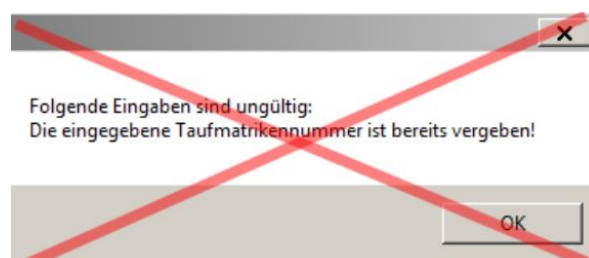 Folgende Eingaben sind ungültig:
Die eingegebene Taufmatrikennummer ist bereits vergeben!
OK